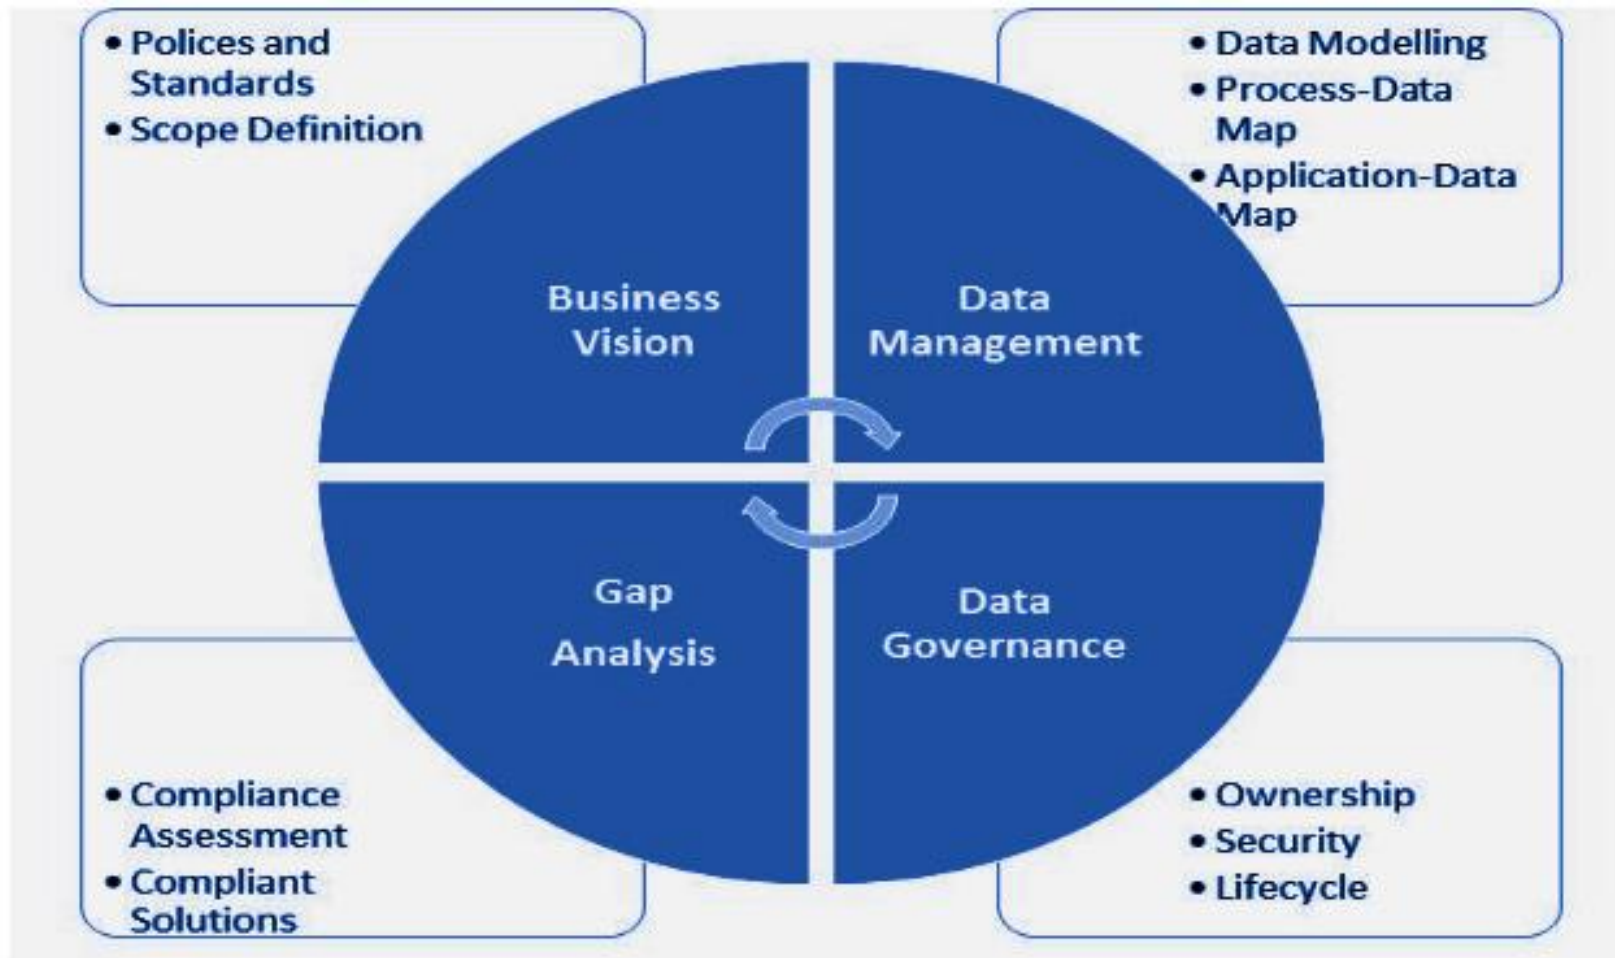 • Polices and
Standards
• Scope Definition
• Data Modelling
• Process-Data
Map
• Application-Data
Map
Business
Vision
Data
Management
Gap
Analysis
Data
Governance
• Compliance
Assessment
• Compliant
Solutions
• Ownership
• Security
• Lifecycle